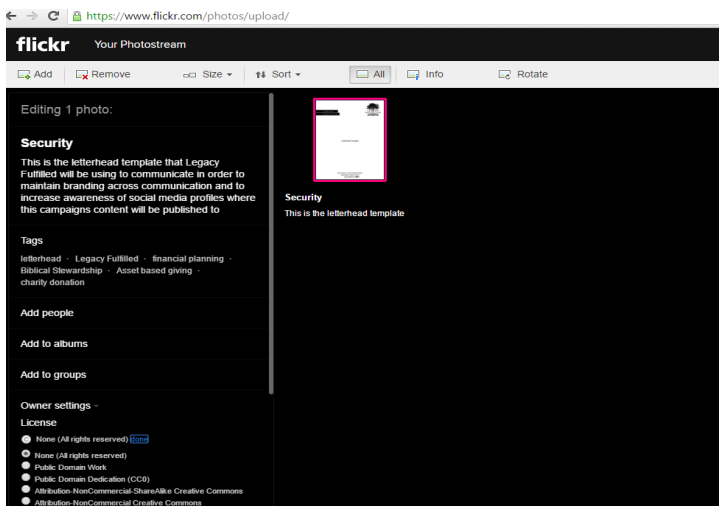 https://www.flickr.com/photos/upload/
flickr Your Photostream
Add Remove Size Sort All Info Rotate
Editing 1 photo:
Security
This is the letterhead template that Legacy
Fulfilled will be using to communicate in order to
maintain branding across communication and to
increase awareness of social media profiles where
this campaigns content will be published to
Tags
letterhead · Legacy Fulfilled · financial planning ·
Biblical Stewardship · Asset based giving ·
charity donation
Add people
Add to albums
Add to groups
Owner settings
License
None (All rights reserved) done
None (All rights reserved)
Public Domain Work
Public Domain Dedication (CC0)
Attribution-NonCommercial-ShareAlike Creative Commons
Attribution-NonCommercial Creative Commons
Security
This is the letterhead template